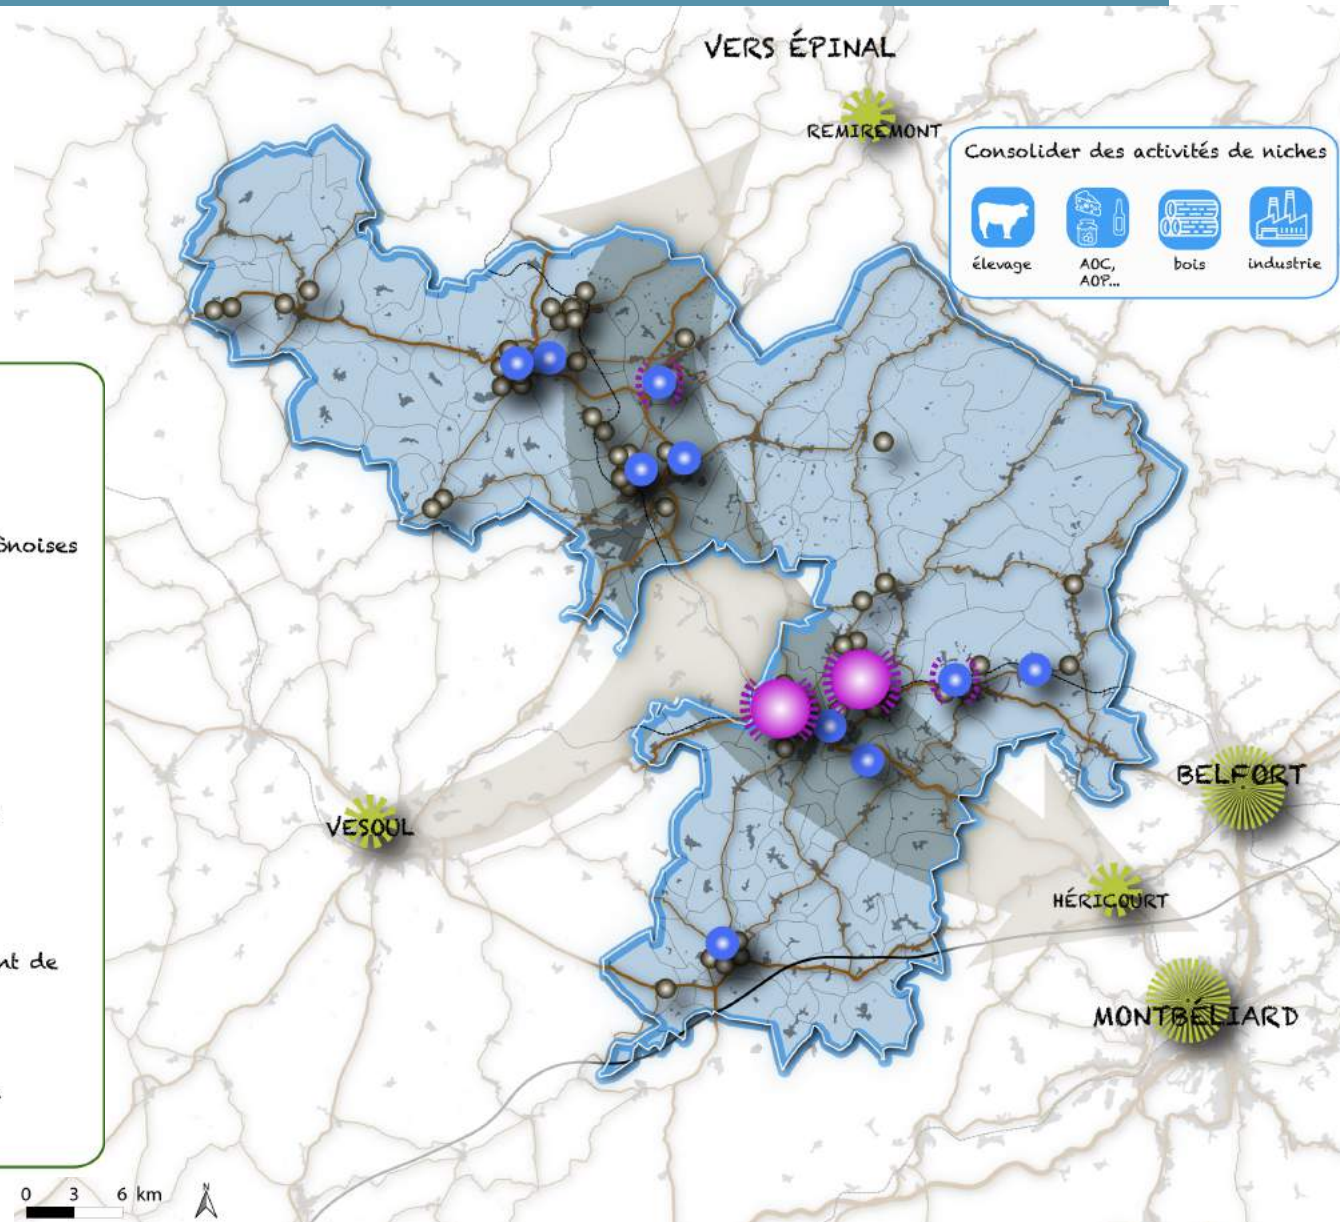 VERS ÉPINAL
REMIREMONT
Consolider des activités de niches
élevage
AOC,
AOP...
bois
industrie
nt de
BELFORT
VESOUL
HÉRICOURT
MONTBÉLIARD
0 3 6 km
N